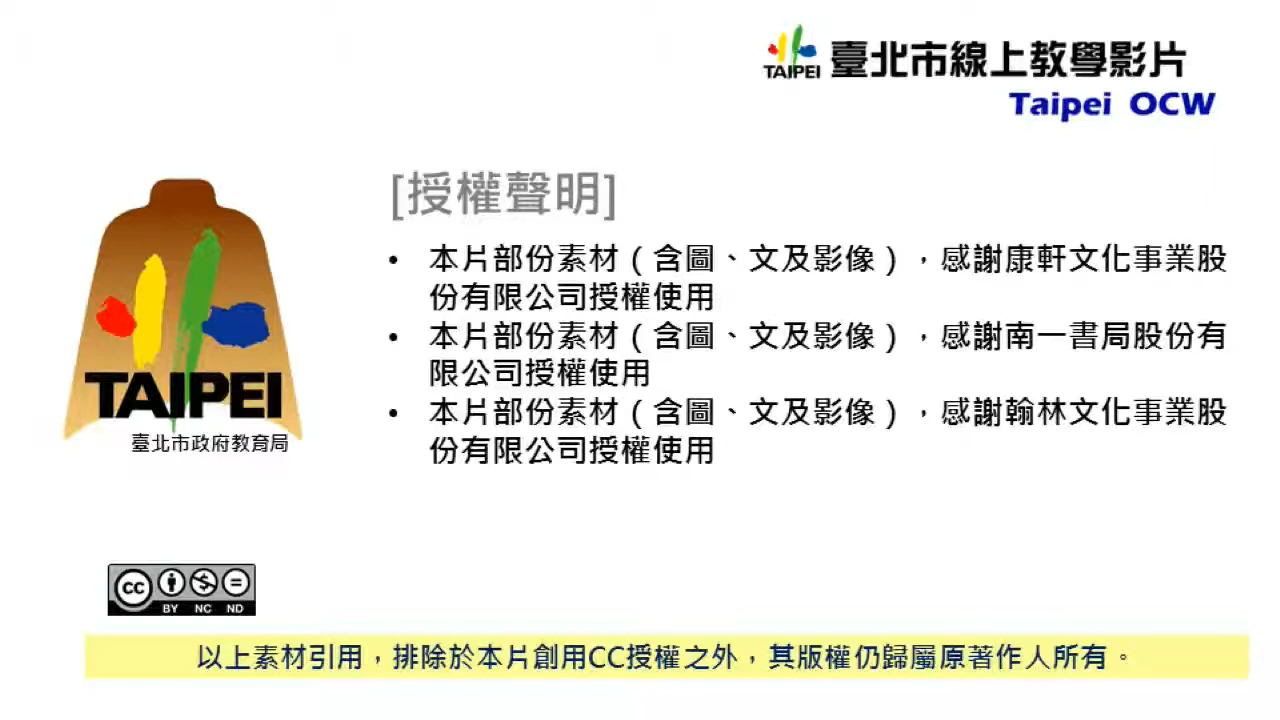 TAIPEI 臺北市線上教學影片
Taipei OCW
[授權聲明]
• 本片部份素材（含圖、文及影像），感謝康軒文化事業股
份有限公司授權使用
• 本片部份素材（含圖、文及影像），感謝南一書局股份有
限公司授權使用
• 本片部份素材（含圖、文及影像），感謝翰林文化事業股
份有限公司授權使用
TAIPEI
臺北市政府教育局
cc BY NC ND
以上素材引用，排除於本片創用CC授權之外，其版權仍歸屬原著作人所有。